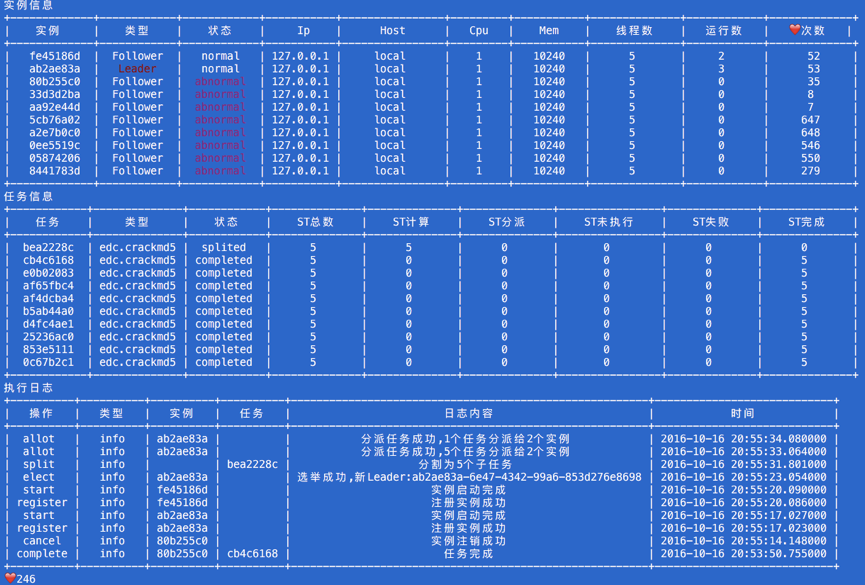 实例信息
实例 类型 状态 Ip Host Cpu Mem 线程数 运行数 ❤️次数
fe45186d Follower normal 127.0.0.1 local 1 10240 5 2 52
ab2ae83a Leader normal 127.0.0.1 local 1 10240 5 3 53
80b255c0 Follower abnormal 127.0.0.1 local 1 10240 5 0 35
33d3d2ba Follower abnormal 127.0.0.1 local 1 10240 5 0 8
aa92e44d Follower abnormal 127.0.0.1 local 1 10240 5 0 7
5cb76a02 Follower abnormal 127.0.0.1 local 1 10240 5 0 647
a2e7b0c0 Follower abnormal 127.0.0.1 local 1 10240 5 0 648
0ee5519c Follower abnormal 127.0.0.1 local 1 10240 5 0 546
05874206 Follower abnormal 127.0.0.1 local 1 10240 5 0 550
8441783d Follower abnormal 127.0.0.1 local 1 10240 5 0 279
任务信息
任务 类型 状态 ST总数 ST计算 ST分派 ST未执行 ST失败 ST完成
bea2228c edc.crackmd5 splited 5 5 0 0 0 0
cb4c6168 edc.crackmd5 completed 5 0 0 0 0 5
e0b02083 edc.crackmd5 completed 5 0 0 0 0 5
af65fbc4 edc.crackmd5 completed 5 0 0 0 0 5
af4dcba4 edc.crackmd5 completed 5 0 0 0 0 5
b5ab44a0 edc.crackmd5 completed 5 0 0 0 0 5
d4fc4ae1 edc.crackmd5 completed 5 0 0 0 0 5
25236ac0 edc.crackmd5 completed 5 0 0 0 0 5
853e5111 edc.crackmd5 completed 5 0 0 0 0 5
0c67b2c1 edc.crackmd5 completed 5 0 0 0 0 5
执行日志
操作 类型 实例 任务 日志内容 时间
allot info ab2ae83a 分派任务成功,1个任务分派给2个实例 2016-10-16 20:55:34.080000
allot info ab2ae83a 分派任务成功,5个任务分派给2个实例 2016-10-16 20:55:33.064000
split info bea2228c 分割为5个子任务 2016-10-16 20:55:31.801000
elect info ab2ae83a 选举成功,新Leader:ab2ae83a-6e47-4342-99a6-853d276e8698 2016-10-16 20:55:23.054000
start info fe45186d 实例启动完成 2016-10-16 20:55:20.090000
register info fe45186d 注册实例成功 2016-10-16 20:55:20.086000
start info ab2ae83a 实例启动完成 2016-10-16 20:55:17.027000
register info ab2ae83a 注册实例成功 2016-10-16 20:55:17.023000
cancel info 80b255c0 实例注销成功 2016-10-16 20:55:14.148000
complete info 80b255c0 cb4c6168 任务完成 2016-10-16 20:53:50.755000
❤️246